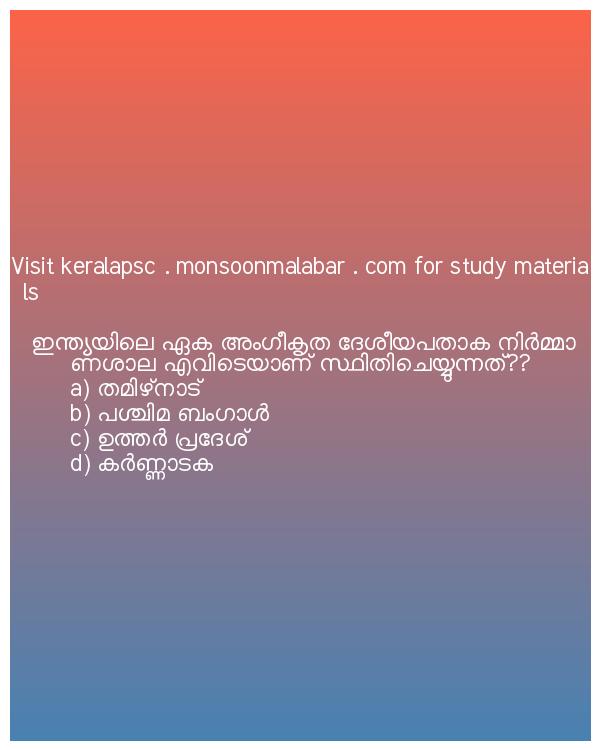 Visit keralapsc . monsoonmalabar . com for study materia
ls
ഇന്ത്യയിലെ ഏക അംഗീകൃത ദേശീയപതാക നിർമ്മാ
ണശാല എവിടെയാണ് സ്ഥിതിചെയ്യുന്നത്??
a) തമിഴ്നാട്
b) പശ്ചിമ ബംഗാൾ
c) ഉത്തർ പ്രദേശ്
d) കർണ്ണാടക